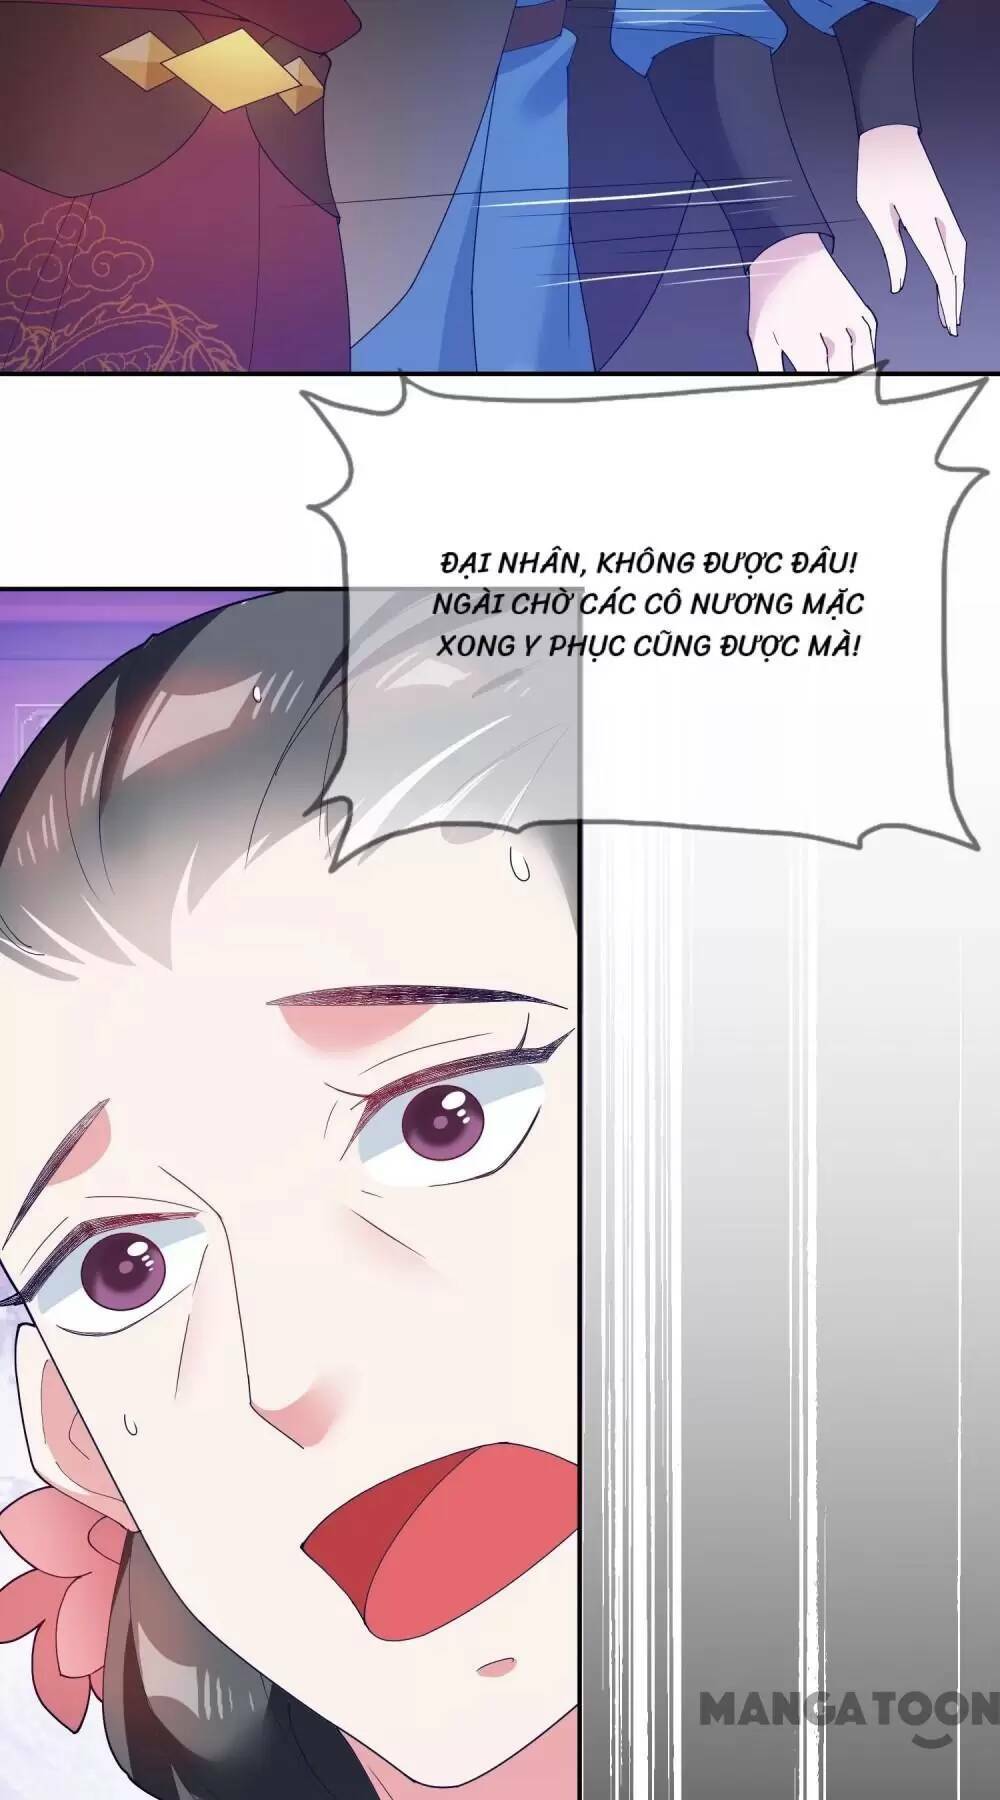 ĐẠI NHÂN, KHÔNG ĐƯỢC ĐÂU!
NGÀI CHỜ CÁC CÔ NƯƠNG MẶC
XONG Y PHỤC CŨNG ĐƯỢC MÀ!
MANGATOON